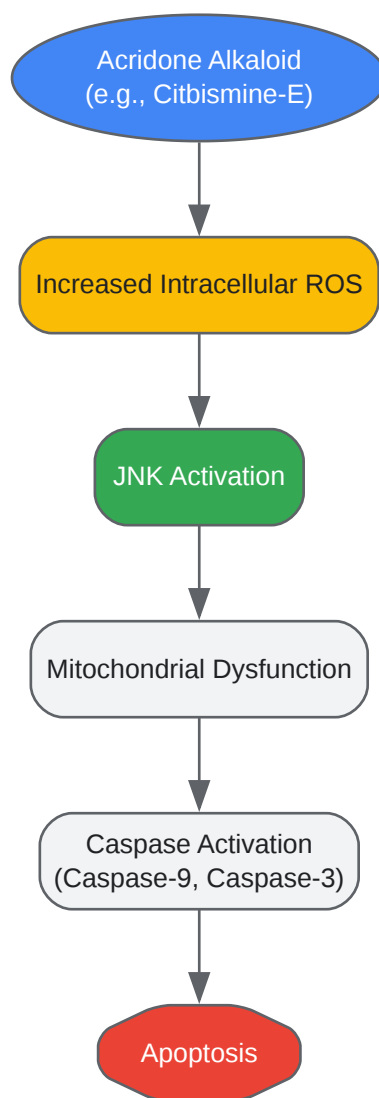 Acridone Alkaloid
(e.g., Citbismine-E)
Increased Intracellular ROS
JNK Activation
Mitochondrial Dysfunction
Caspase Activation
(Caspase-9, Caspase-3)
Apoptosis